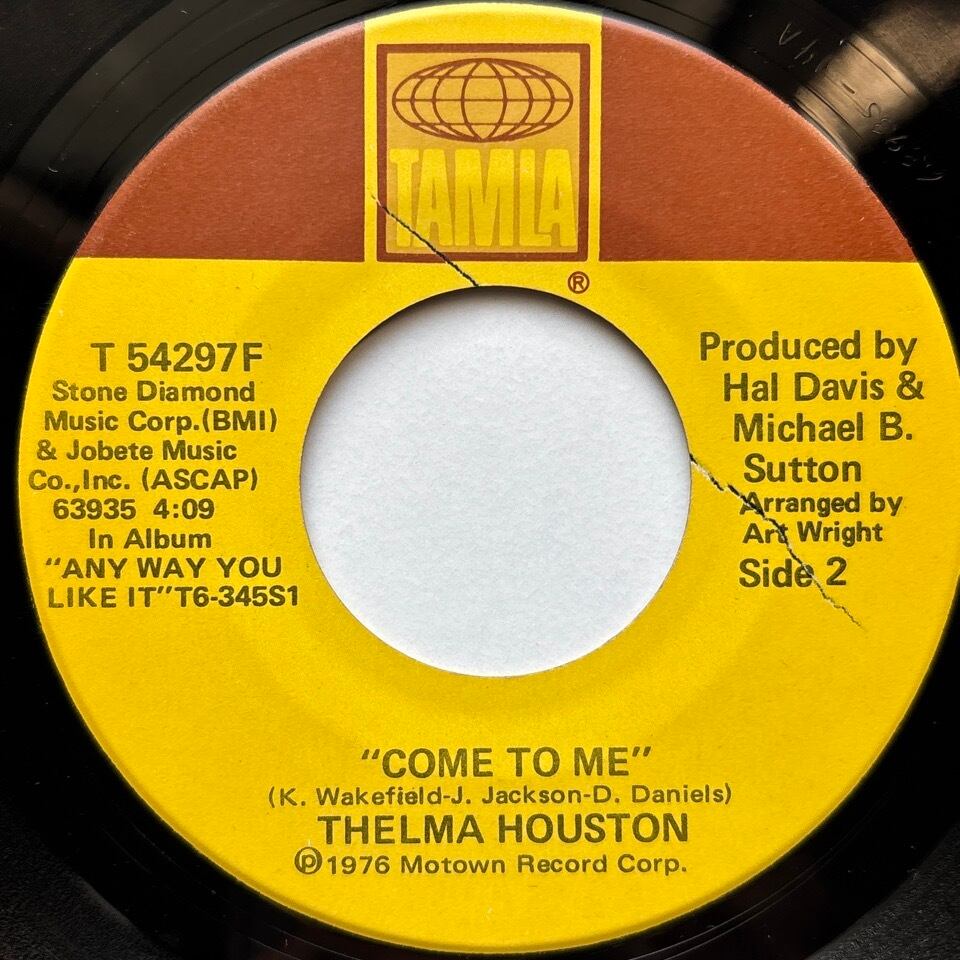 TAMLA
®
T 54297F
Stone Diamond
Music Corp.(BMI)
& Jobete Music
Co.,Inc. (ASCAP)
63935 4:09
In Album
“ANY WAY YOU
LIKE IT”T6-345S1
Produced by
Hal Davis &
Michael B.
Sutton
Arranged by
Art Wright
Side 2
“COME TO ME”
(K. Wakefield-J. Jackson-D. Daniels)
THELMA HOUSTON
℗1976 Motown Record Corp.